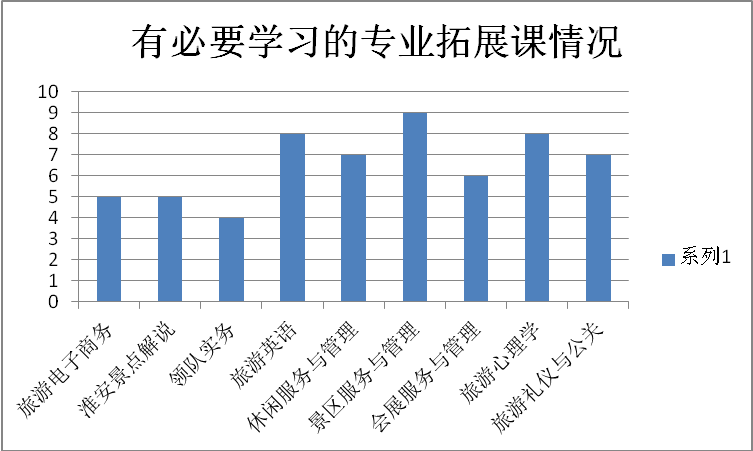 有必要学习的专业拓展课情况
10
9
8
7
6
5
4
3
2
1
0
旅游电子商务
淮安景点解说
领队实务
旅游英语
休闲服务与管理
景区服务与管理
会展服务与管理
旅游心理学
旅游礼仪与公关
系列1